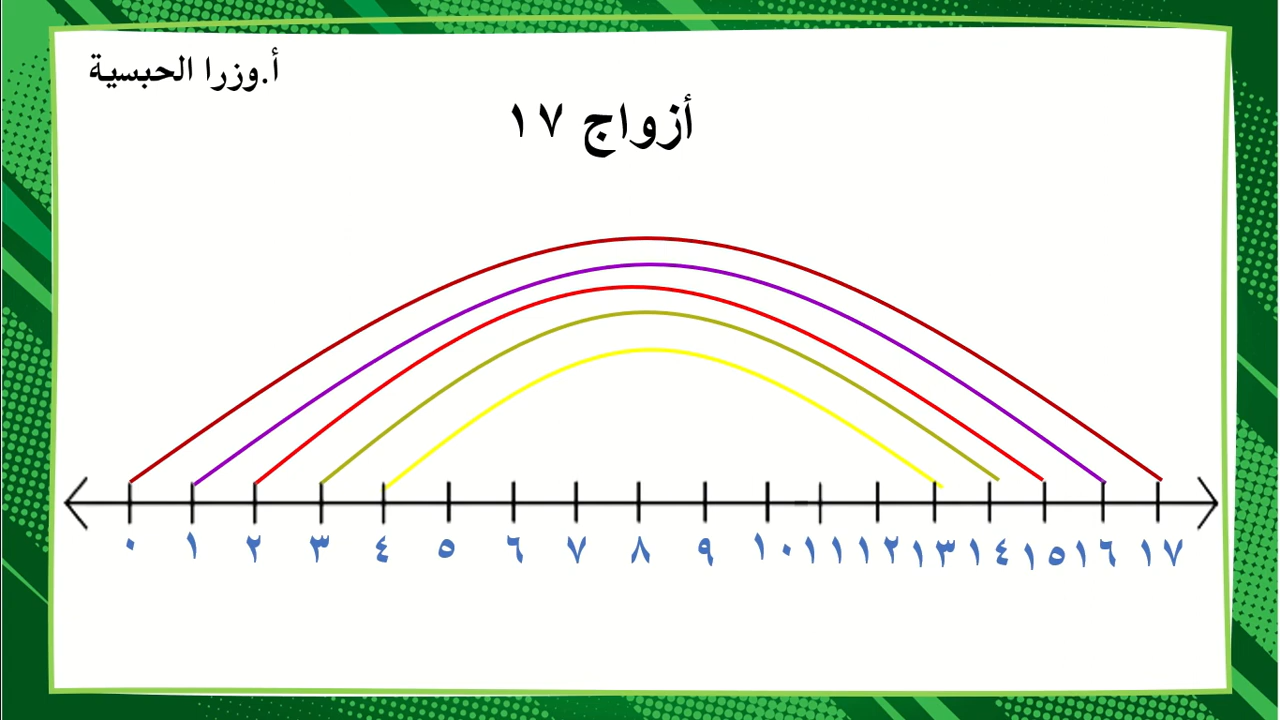 أ.وزرا الحبسية
أزواج ١٧
٠ ١ ٢ ٣ ٤ ٥ ٦ ٧ ٨ ٩ ١٠ ١١ ١٢ ١٣ ١٤ ١٥ ١٦ ١٧